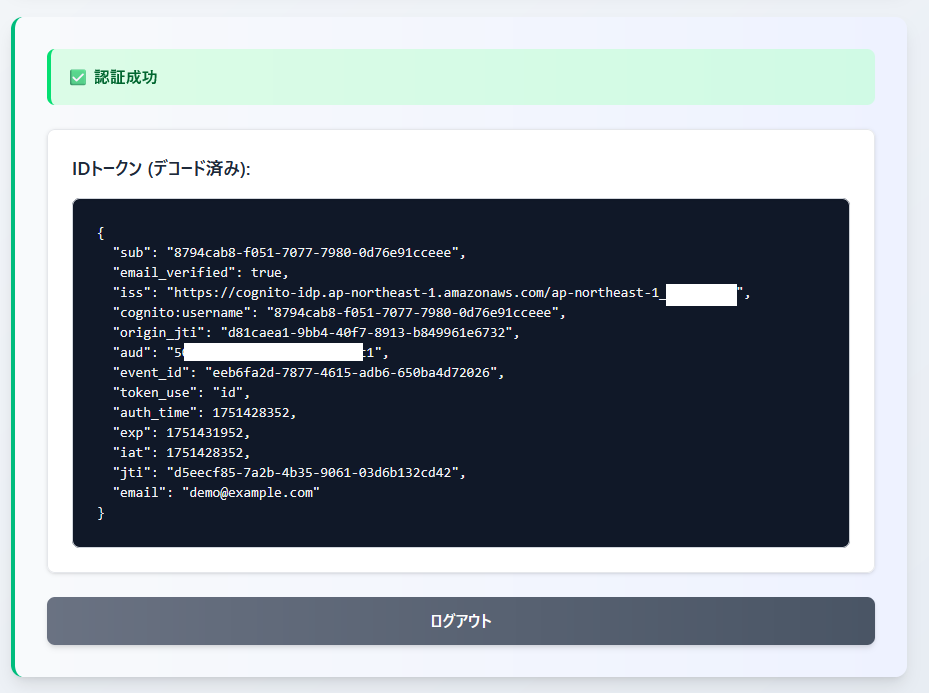 ✅ 認証成功
IDトークン (デコード済み):
{
"sub": "8794cab8-f051-7077-7980-0d76e91cceee",
"email_verified": true,
"iss": "https://cognito-idp.ap-northeast-1.amazonaws.com/ap-northeast-1_",
"cognito:username": "8794cab8-f051-7077-7980-0d76e91cceee",
"origin_jti": "d81caea1-9bb4-40f7-8913-b849961e6732",
"aud": "5 1",
"event_id": "eeb6fa2d-7877-4615-adb6-650ba4d72026",
"token_use": "id",
"auth_time": 1751428352,
"exp": 1751431952,
"iat": 1751428352,
"jti": "d5eecf85-7a2b-4b35-9061-03d6b132cd42",
"email": "demo@example.com"
}
ログアウト